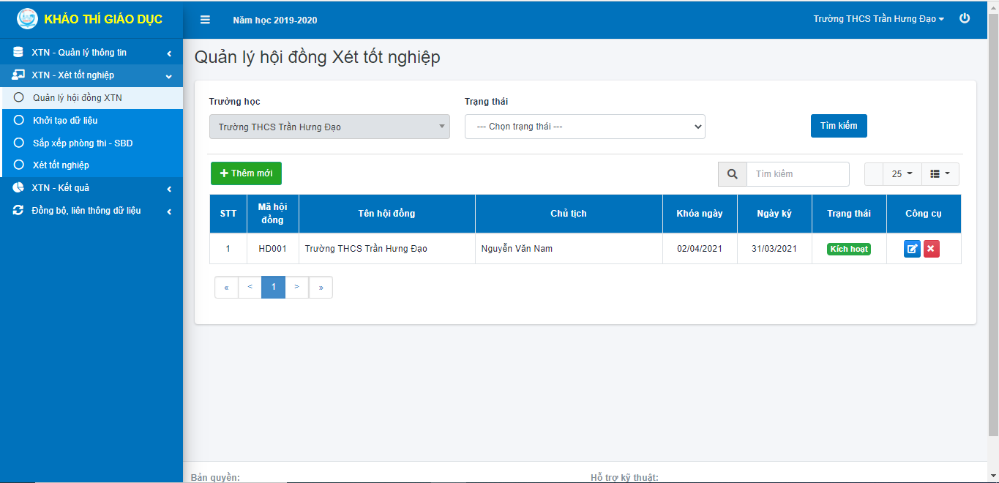 KHẢO THÍ GIÁO DỤC
Năm học 2019-2020
Trường THCS Trần Hưng Đạo
XTN - Quản lý thông tin
XTN - Xét tốt nghiệp
Quản lý hội đồng XTN
Khởi tạo dữ liệu
Sắp xếp phòng thi - SBD
Xét tốt nghiệp
XTN - Kết quả
Đồng bộ, liên thông dữ liệu
Quản lý hội đồng Xét tốt nghiệp
Trường học
Trạng thái
Trường THCS Trần Hưng Đạo
--- Chọn trạng thái ---
Tìm kiếm
Thêm mới
Tìm kiếm
25
STT
Mã hội
đồng
Tên hội đồng
Chủ tịch
Khóa ngày
Ngày ký
Trạng thái
Công cụ
1
HD001
Trường THCS Trần Hưng Đạo
Nguyễn Văn Nam
02/04/2021
31/03/2021
Kích hoạt
« < 1 > »
Bản quyền:
Hỗ trợ kỹ thuật: